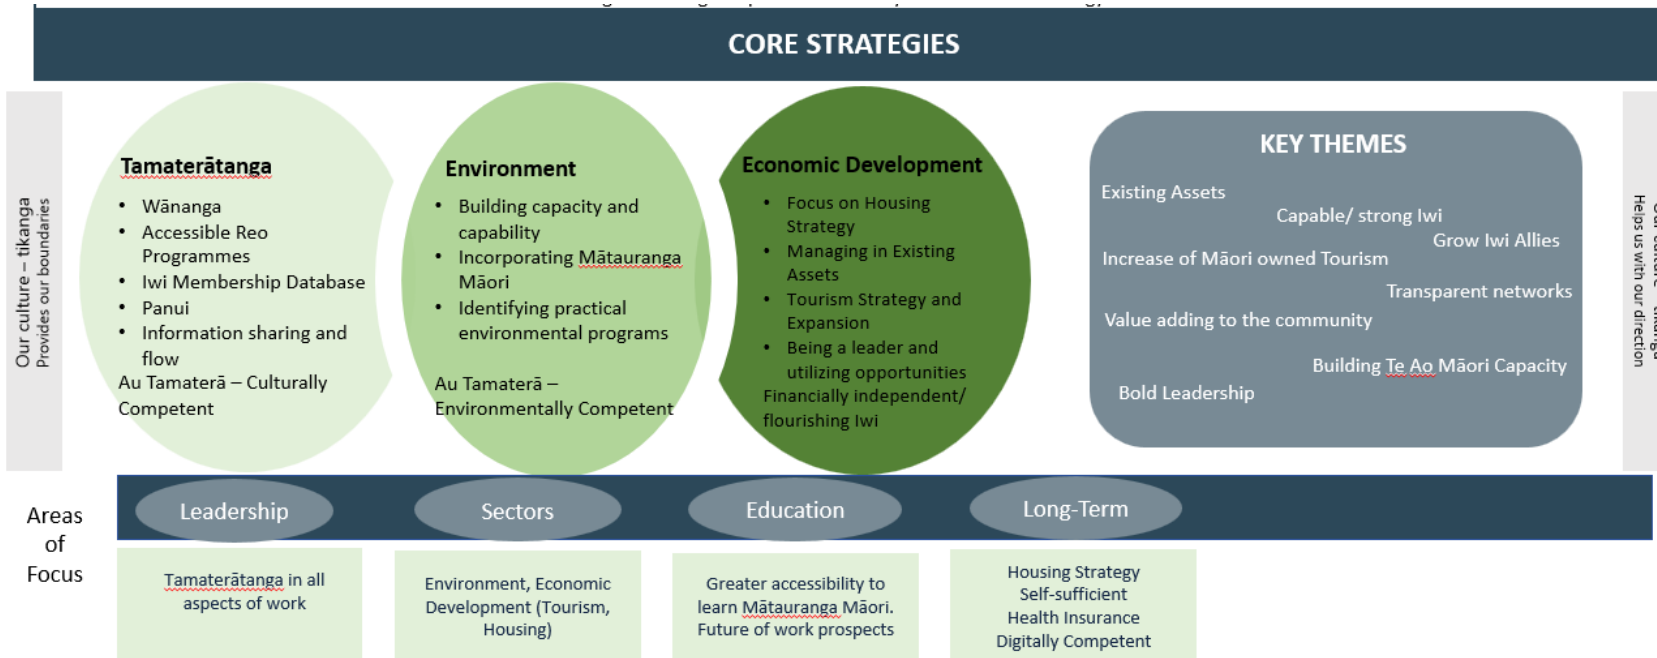 CORE STRATEGIES
Our culture – tikanga
Provides our boundaries
Tamaterātanga
• Wānanga
• Accessible Reo
Programmes
• Iwi Membership Database
• Panui
• Information sharing and
flow
Au Tamaterā – Culturally
Competent
Environment
• Building capacity and
capability
• Incorporating Mātauranga
Māori
• Identifying practical
environmental programs
Au Tamaterā –
Environmentally Competent
Economic Development
• Focus on Housing
Strategy
• Managing in Existing
Assets
• Tourism Strategy and
Expansion
• Being a leader and
utilizing opportunities
Financially independent/
flourishing Iwi
KEY THEMES
Existing Assets
Capable/ strong Iwi
Grow Iwi Allies
Increase of Māori owned Tourism
Transparent networks
Value adding to the community
Building Te Ao Māori Capacity
Bold Leadership
Helps us with our direction
Areas
of
Focus
Leadership
Sectors
Education
Long-Term
Tamaterātanga in all
aspects of work
Environment, Economic
Development (Tourism,
Housing)
Greater accessibility to
learn Mātauranga Māori.
Future of work prospects
Housing Strategy
Self-sufficient
Health Insurance
Digitally Competent